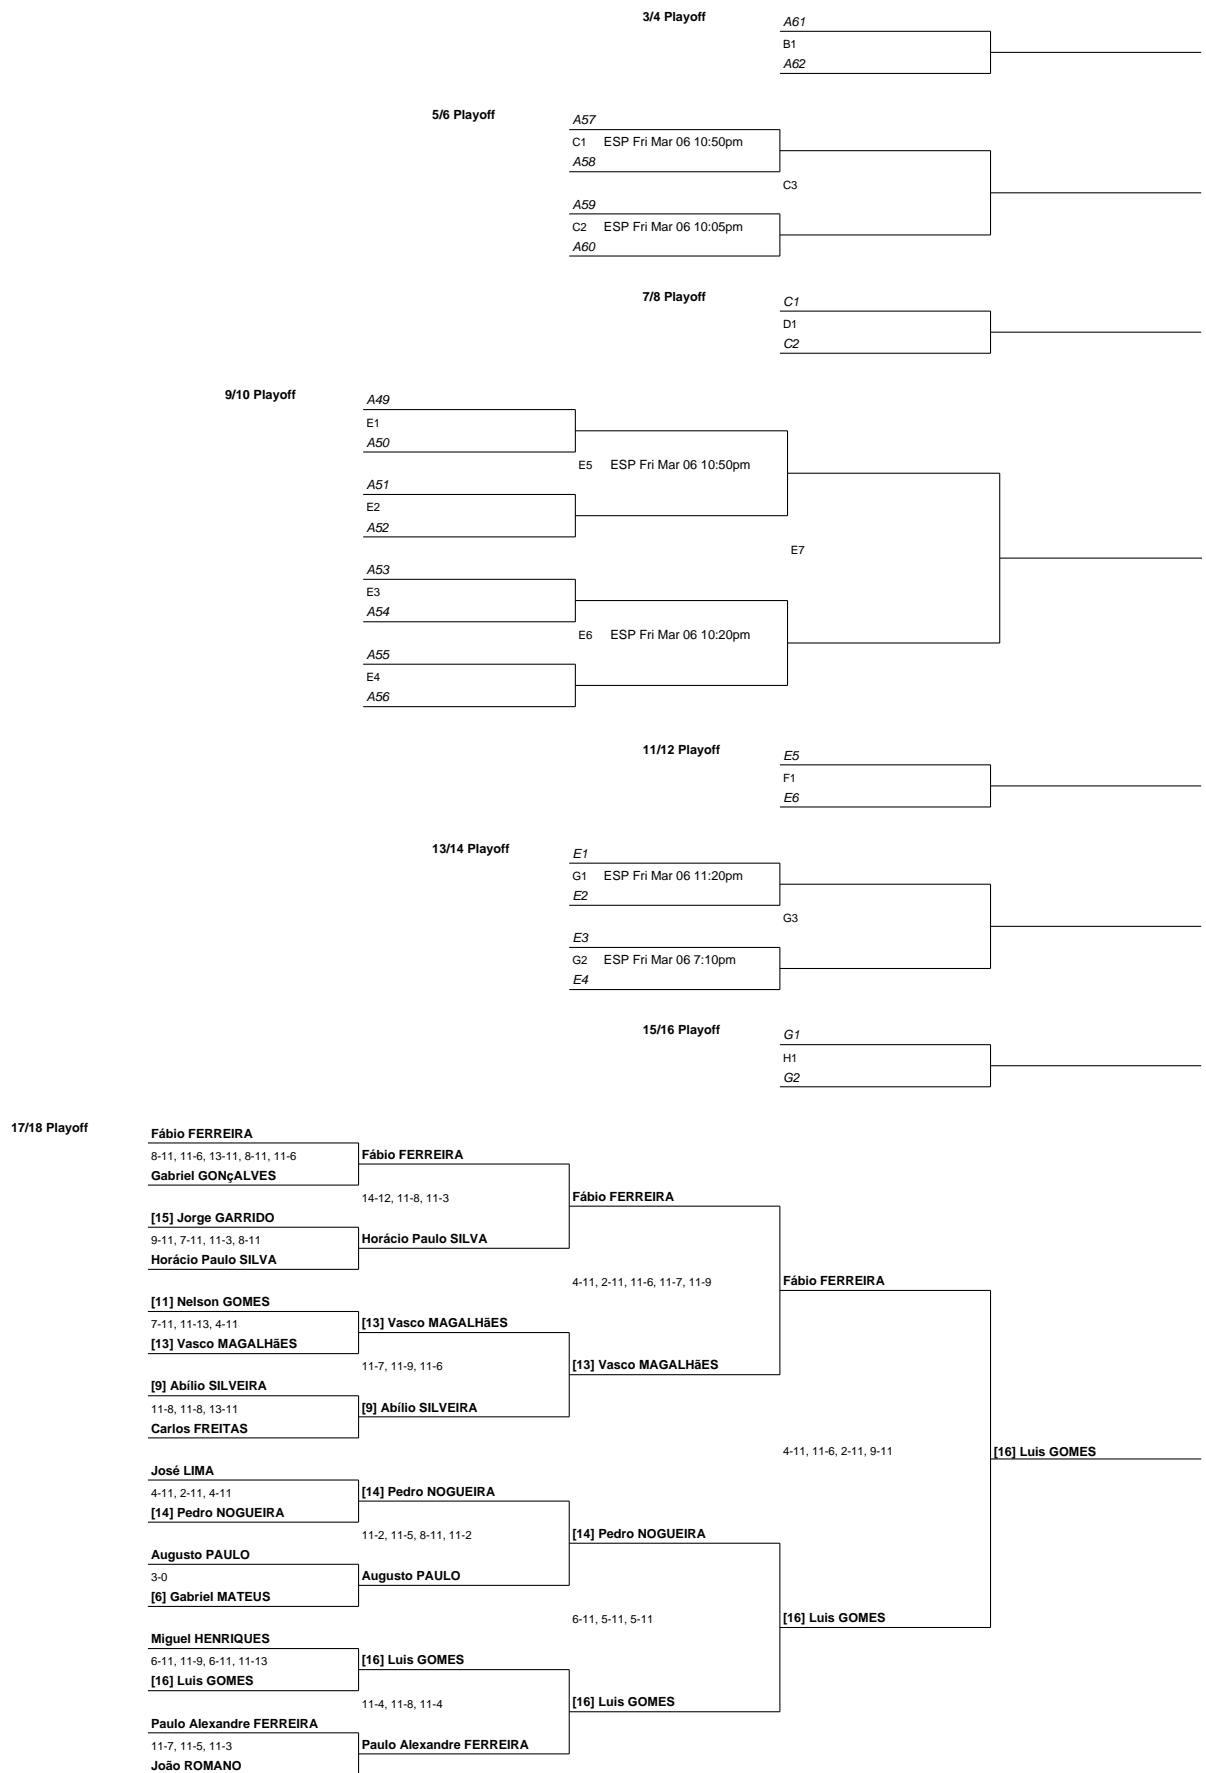 3/4 Playoff
A61
B1
A62
5/6 Playoff
A57
C1 ESP Fri Mar 06 10:50pm
A58
C3
A59
C2 ESP Fri Mar 06 10:05pm
A60
7/8 Playoff
C1
D1
C2
9/10 Playoff
A49
E1
A50
E5 ESP Fri Mar 06 10:50pm
A51
E2
A52
E7
A53
E3
A54
E6 ESP Fri Mar 06 10:20pm
A55
E4
A56
11/12 Playoff
E5
F1
E6
13/14 Playoff
E1
G1 ESP Fri Mar 06 11:20pm
E2
G3
E3
G2 ESP Fri Mar 06 7:10pm
E4
15/16 Playoff
G1
H1
G2
17/18 Playoff
Fábio FERREIRA
8-11, 11-6, 13-11, 8-11, 11-6
Fábio FERREIRA
Gabriel GONçALVES
14-12, 11-8, 11-3
Fábio FERREIRA
[15] Jorge GARRIDO
9-11, 7-11, 11-3, 8-11
Horácio Paulo SILVA
Horácio Paulo SILVA
4-11, 2-11, 11-6, 11-7, 11-9
Fábio FERREIRA
[11] Nelson GOMES
7-11, 11-13, 4-11
[13] Vasco MAGALHãES
[13] Vasco MAGALHãES
11-7, 11-9, 11-6
[13] Vasco MAGALHãES
[9] Abílio SILVEIRA
11-8, 11-8, 13-11
[9] Abílio SILVEIRA
Carlos FREITAS
4-11, 11-6, 2-11, 9-11
[16] Luis GOMES
José LIMA
4-11, 2-11, 4-11
[14] Pedro NOGUEIRA
[14] Pedro NOGUEIRA
11-2, 11-5, 8-11, 11-2
[14] Pedro NOGUEIRA
Augusto PAULO
3-0
Augusto PAULO
[6] Gabriel MATEUS
6-11, 5-11, 5-11
[16] Luis GOMES
Miguel HENRIQUES
6-11, 11-9, 6-11, 11-13
[16] Luis GOMES
[16] Luis GOMES
11-4, 11-8, 11-4
[16] Luis GOMES
Paulo Alexandre FERREIRA
11-7, 11-5, 11-3
Paulo Alexandre FERREIRA
João ROMANO